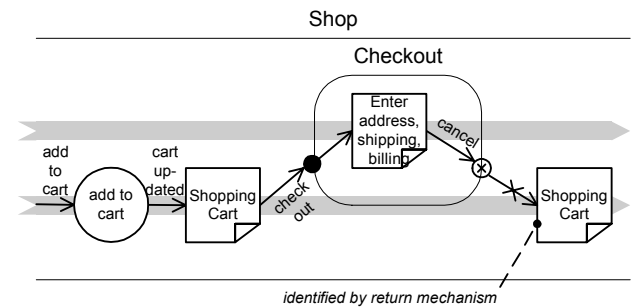 Shop
Checkout
Enter
address,
shipping,
billing
cancel
add
to
cart
cart
up-
dated
add to
cart
Shopping
Cart
check
out
Shopping
Cart
identified by return mechanism